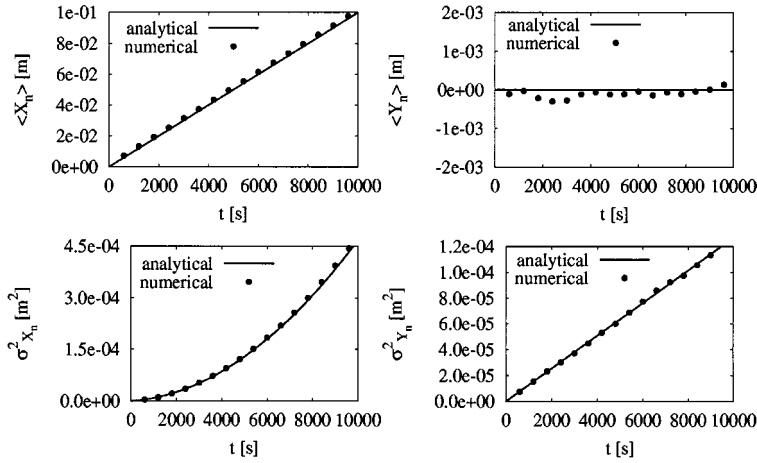 1e-01
8e-02
6e-02
4e-02
2e-02
0e+00
<X_n> [m]
analytical
numerical
0 2000 4000 6000 8000 10000
t [s]
2e-03
1e-03
0e+00
-1e-03
-2e-03
<Y_n> [m]
analytical
numerical
0 2000 4000 6000 8000 10000
t [s]
4.5e-04
3.0e-04
1.5e-04
0.0e+00
σ²_X_n [m²]
analytical
numerical
0 2000 4000 6000 8000 10000
t [s]
1.2e-04
1.0e-04
8.0e-05
6.0e-05
4.0e-05
2.0e-05
0.0e+00
σ²_Y_n [m²]
analytical
numerical
0 2000 4000 6000 8000 10000
t [s]